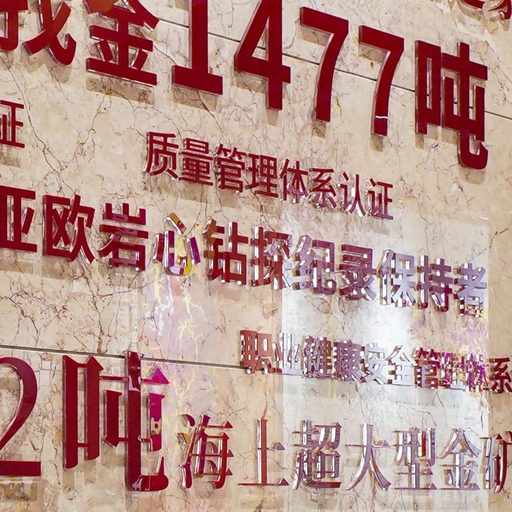 金1477吨
证
质量管理体系认证
亚欧岩心钻探纪录保持者
职业健康安全管理体系
2吨 海上超大型金矿